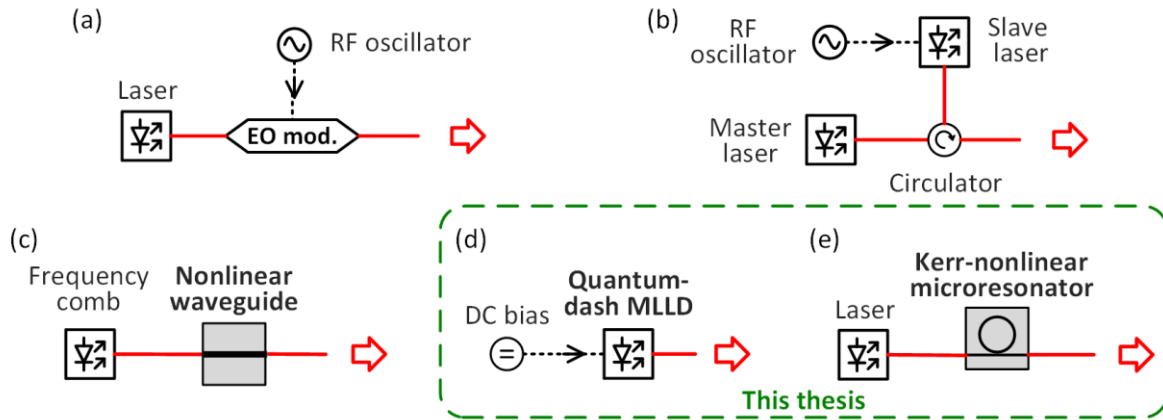 (a)
RF oscillator
Laser
EO mod.
(b)
RF
oscillator
Slave
laser
Master
laser
Circulator
(c)
Frequency
comb
Nonlinear
waveguide
(d)
DC bias
Quantum-
dash MLLD
(e)
Laser
Kerr-nonlinear
microresonator
This thesis